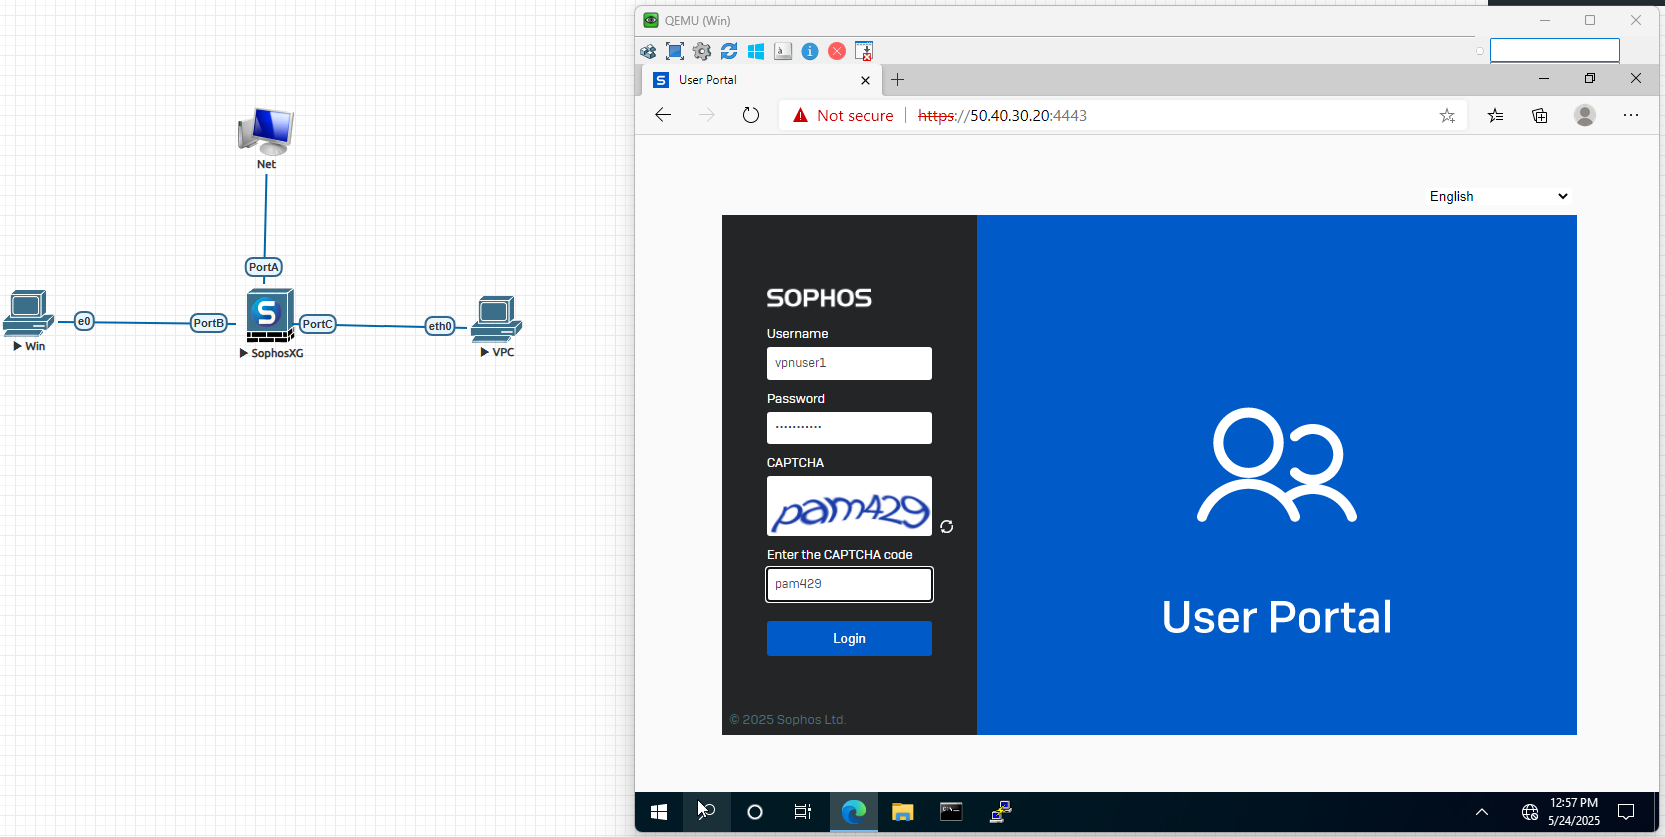 Net
PortA
e0
PortB
S
PortC
eth0
Win
SophosXG
VPC
QEMU (Win)
S User Portal
Not secure https://50.40.30.20:4443
English
SOPHOS
Username
vpnuser1
Password
CAPTCHA
pam429
Enter the CAPTCHA code
pam429
Login
© 2025 Sophos Ltd.
User Portal
12:57 PM
5/24/2025